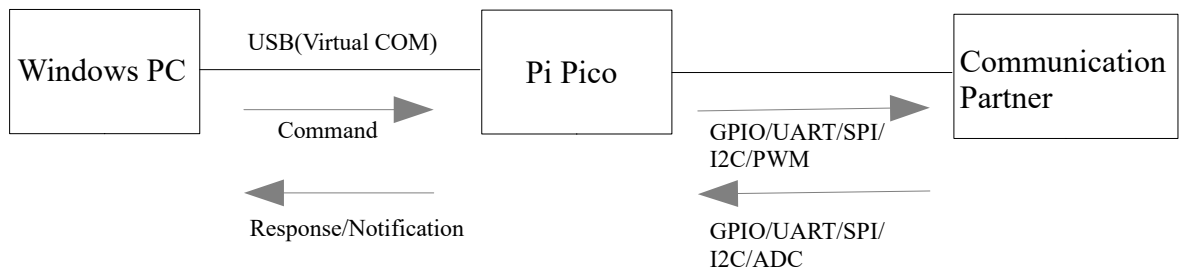 USB(Virtual COM)
Windows PC
Pi Pico
Communication
Partner
Command
GPIO/UART/SPI/
I2C/PWM
Response/Notification
GPIO/UART/SPI/
I2C/ADC